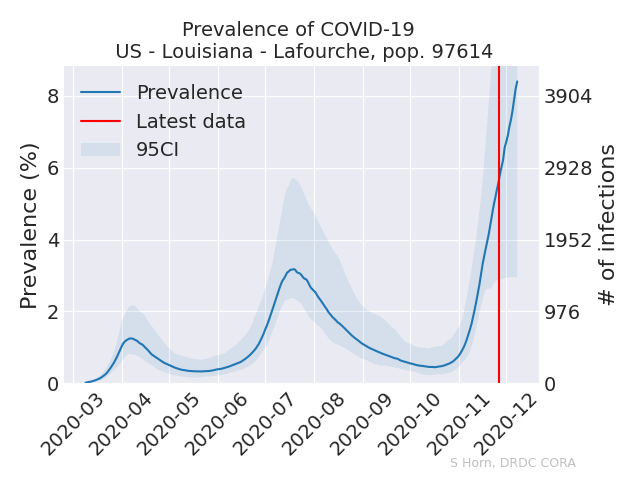 Prevalence of COVID-19
US - Louisiana - Lafourche, pop. 97614
Prevalence
Latest data
95CI
Prevalence (%)
8
6
4
2
0
3904
2928
1952
976
0
# of infections
2020-03
2020-04
2020-05
2020-06
2020-07
2020-08
2020-09
2020-10
2020-11
2020-12
S Horn, DRDC CORA